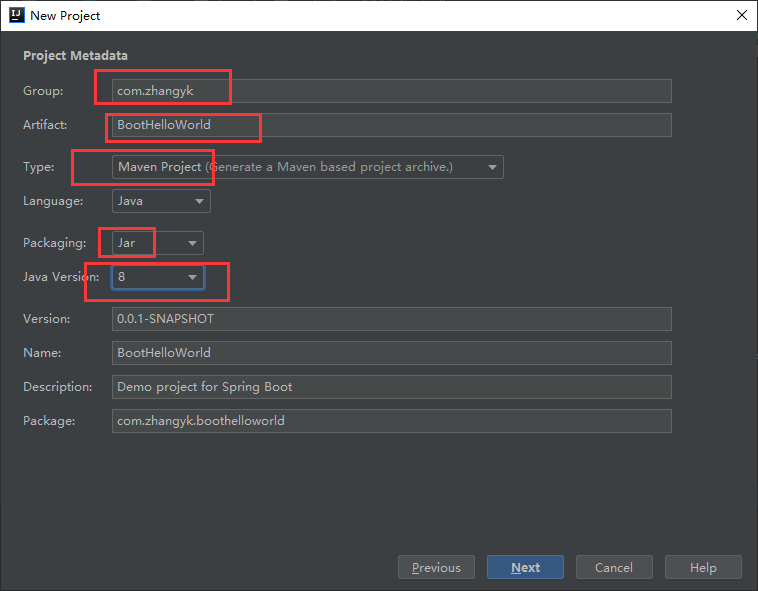 New Project
Project Metadata
Group: com.zhangyk
Artifact: BootHelloWorld
Type: Maven Project (Generate a Maven based project archive.)
Language: Java
Packaging: Jar
Java Version: 8
Version: 0.0.1-SNAPSHOT
Name: BootHelloWorld
Description: Demo project for Spring Boot
Package: com.zhangyk.boothelloworld
Previous Next Cancel Help